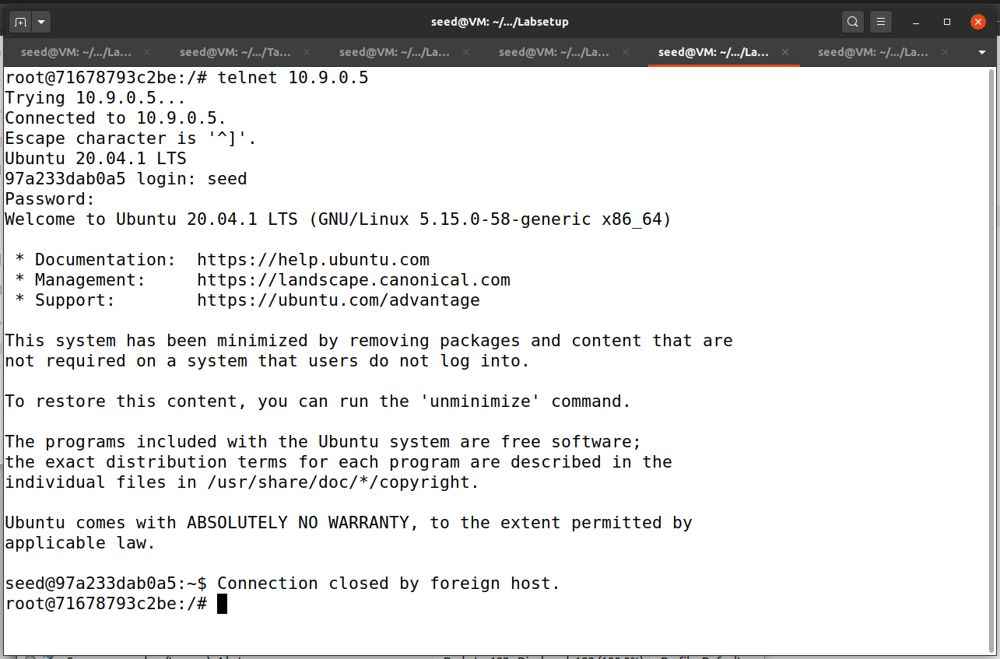 seed@VM: ~/.../Labsetup
seed@VM: ~/.../La... seed@VM: ~/.../Ta... seed@VM: ~/.../La... seed@VM: ~/.../La... seed@VM: ~/.../La... seed@VM: ~/.../La...
root@71678793c2be:/# telnet 10.9.0.5
Trying 10.9.0.5...
Connected to 10.9.0.5.
Escape character is '^]'.
Ubuntu 20.04.1 LTS
97a233dab0a5 login: seed
Password:
Welcome to Ubuntu 20.04.1 LTS (GNU/Linux 5.15.0-58-generic x86_64)
* Documentation:  https://help.ubuntu.com
* Management:     https://landscape.canonical.com
* Support:        https://ubuntu.com/advantage
This system has been minimized by removing packages and content that are
not required on a system that users do not log into.
To restore this content, you can run the 'unminimize' command.
The programs included with the Ubuntu system are free software;
the exact distribution terms for each program are described in the
individual files in /usr/share/doc/*/copyright.
Ubuntu comes with ABSOLUTELY NO WARRANTY, to the extent permitted by
applicable law.
seed@97a233dab0a5:~$ Connection closed by foreign host.
root@71678793c2be:/#